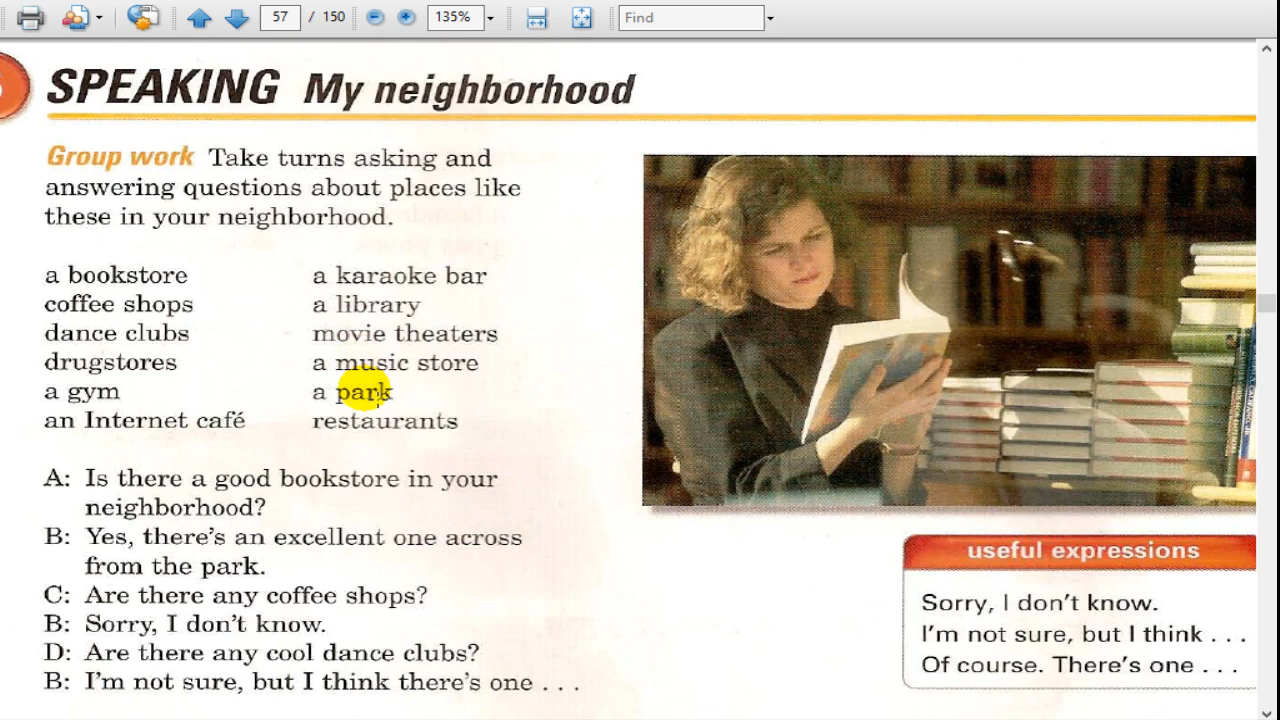 57 / 150
135%
Find
SPEAKING My neighborhood
Group work Take turns asking and
answering questions about places like
these in your neighborhood.
a bookstore
coffee shops
dance clubs
drugstores
a gym
an Internet café
a karaoke bar
a library
movie theaters
a music store
a park
restaurants
A: Is there a good bookstore in your
neighborhood?
B: Yes, there's an excellent one across
from the park.
C: Are there any coffee shops?
B: Sorry, I don't know.
D: Are there any cool dance clubs?
B: I'm not sure, but I think there's one . . .
useful expressions
Sorry, I don't know.
I'm not sure, but I think . . .
Of course. There's one . . .